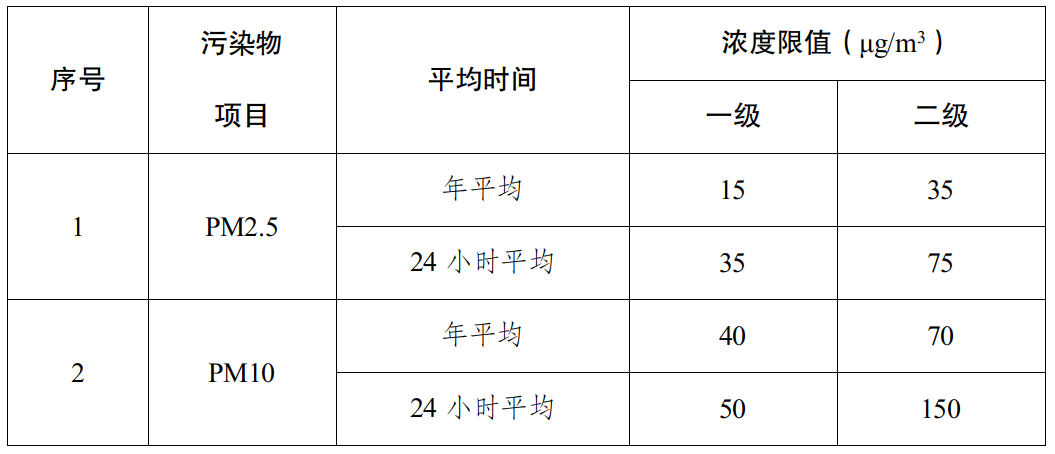 序号 污染物项目 平均时间 浓度限值（μg/m³）
一级 二级
1 PM2.5 年平均 15 35
24 小时平均 35 75
2 PM10 年平均 40 70
24 小时平均 50 150